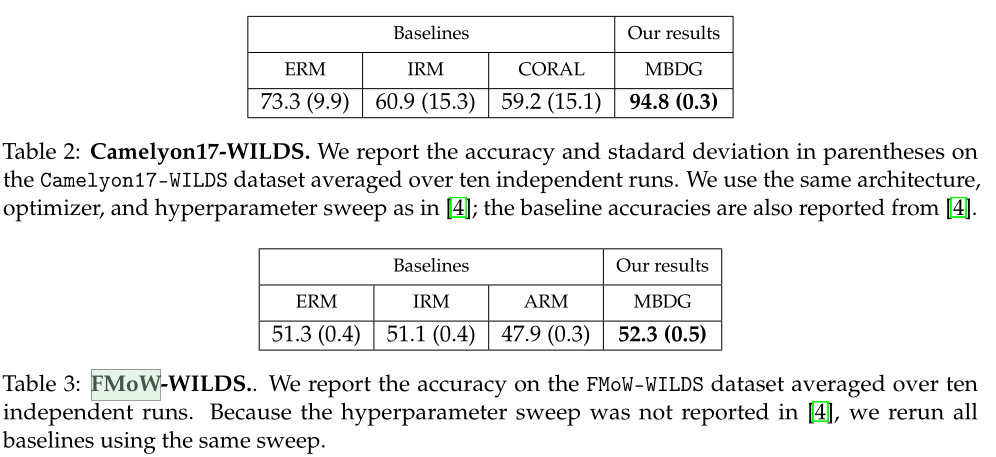 Baselines Our results
ERM IRM CORAL MBDG
73.3 (9.9) 60.9 (15.3) 59.2 (15.1) 94.8 (0.3)
Table 2: Camelyon17-WILDS. We report the accuracy and stadard deviation in parentheses on
the Camelyon17-WILDS dataset averaged over ten independent runs. We use the same architecture,
optimizer, and hyperparameter sweep as in [4]; the baseline accuracies are also reported from [4].
Baselines Our results
ERM IRM ARM MBDG
51.3 (0.4) 51.1 (0.4) 47.9 (0.3) 52.3 (0.5)
Table 3: FMoW-WILDS.. We report the accuracy on the FMoW-WILDS dataset averaged over ten
independent runs. Because the hyperparameter sweep was not reported in [4], we rerun all
baselines using the same sweep.